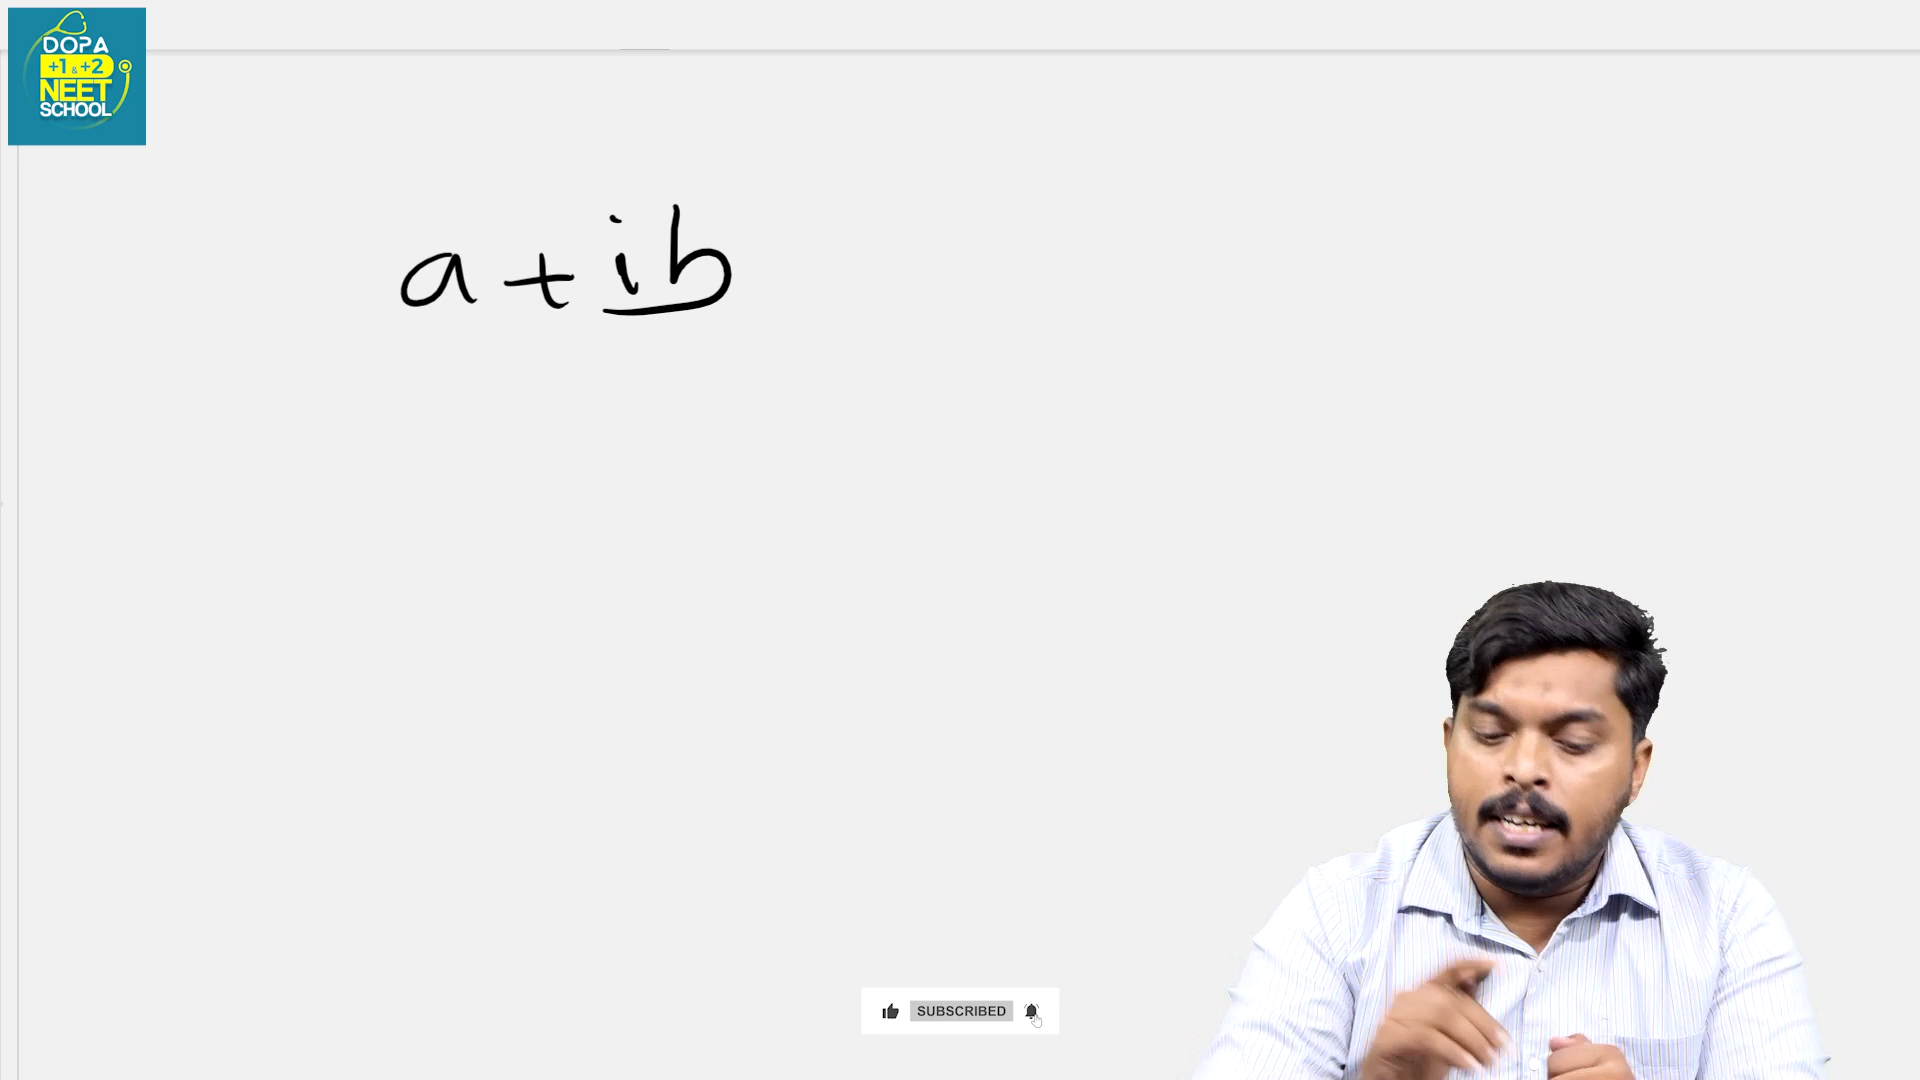 DOPA
+1 & +2
NEET
SCHOOL
a + ib
SUBSCRIBED